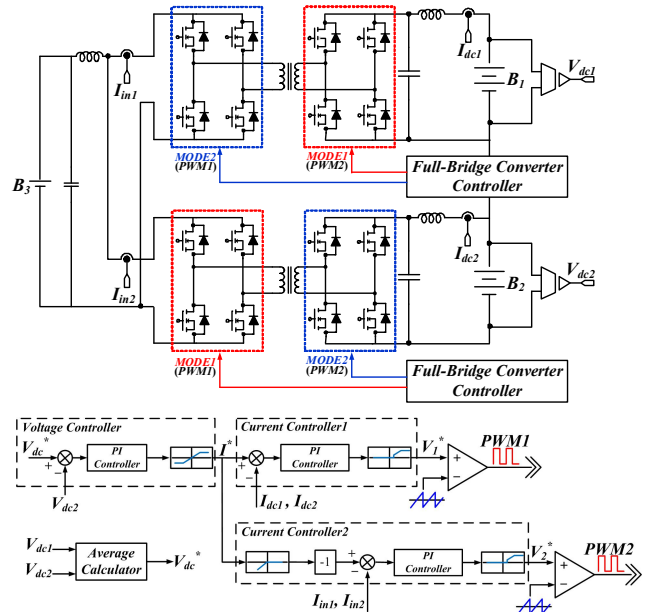 I_in1
I_dc1
V_dc1
B_1
MODE2
(PWM1)
MODE1
(PWM2)
Full-Bridge Converter
Controller
B_3
I_in2
I_dc2
V_dc2
B_2
MODE1
(PWM1)
MODE2
(PWM2)
Full-Bridge Converter
Controller
Voltage Controller
V_dc*
+
−
PI
Controller
V_dc2
I*
Current Controller1
+
−
PI
Controller
I_dc1 , I_dc2
V_1*
+
−
PWM1
V_dc1
V_dc2
Average
Calculator
V_dc*
Current Controller2
-1
+
−
PI
Controller
I_in1, I_in2
V_2*
+
−
PWM2